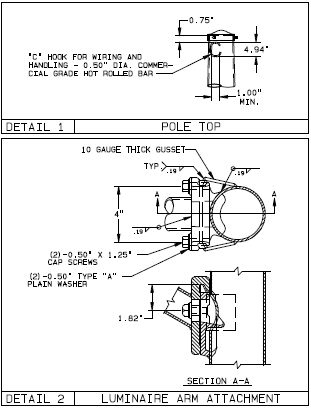 0.75"
"C" HOOK FOR WIRING AND
HANDLING - 0.50" DIA. COMMER-
CIAL GRADE HOT ROLLED BAR
4.94"
1.00"
MIN.
DETAIL 1
POLE TOP
10 GAUGE THICK GUSSET
TYP
.19
.19
A
A
4"
.19
(2)-0.50" X 1.25"
CAP SCREWS
(2)-0.50" TYPE "A"
PLAIN WASHER
1.82"
SECTION A-A
DETAIL 2
LUMINAIRE ARM ATTACHMENT